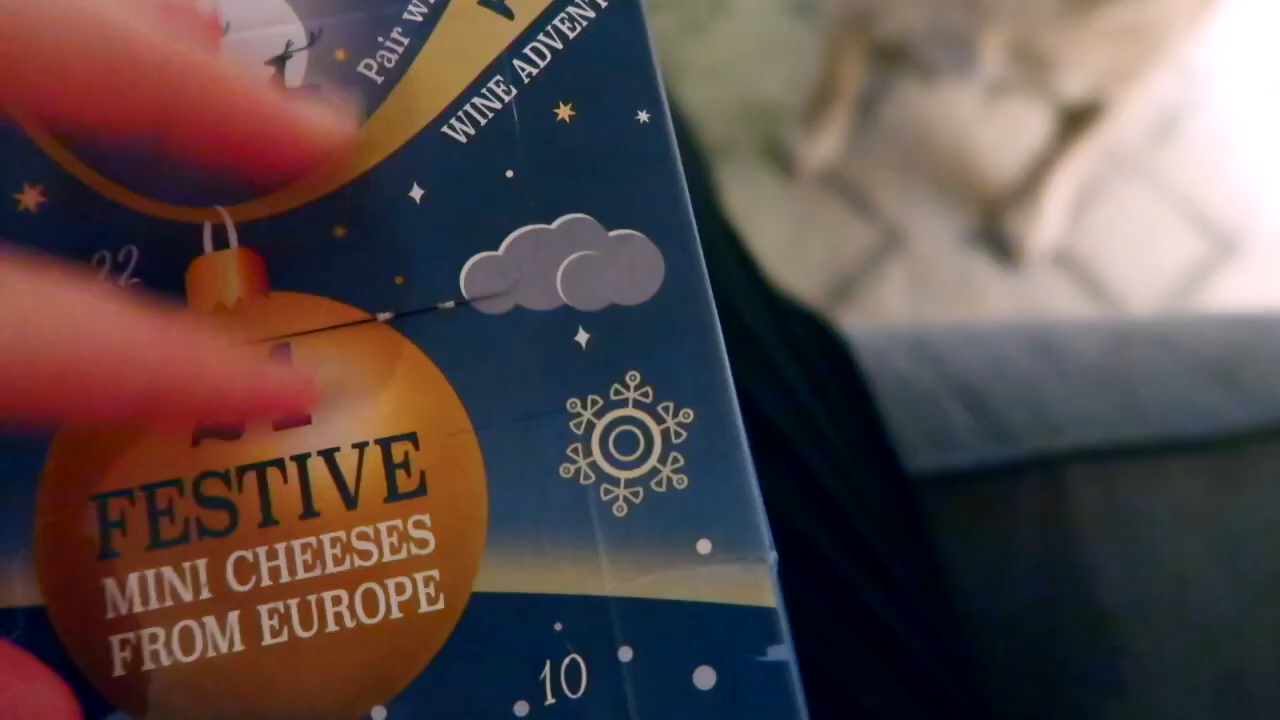 Pair
WINE ADVENT
22
FESTIVE
MINI CHEESES
FROM EUROPE
10